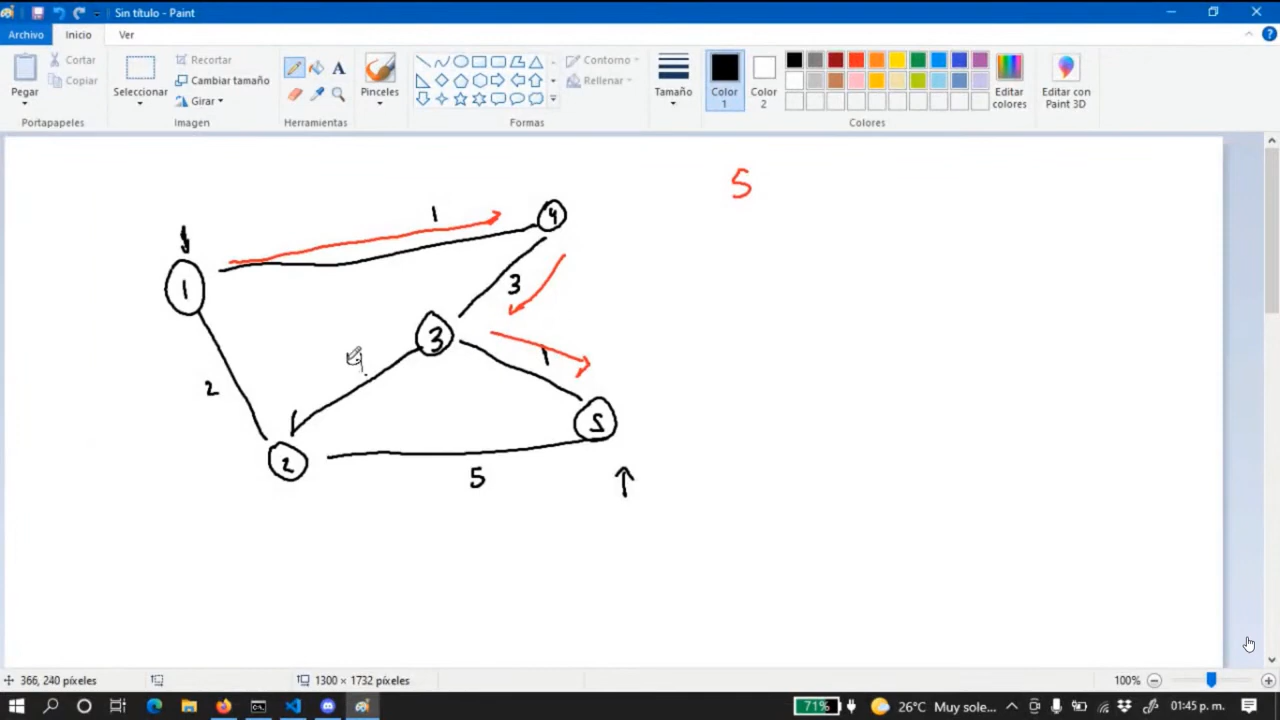 Sin título - Paint
Archivo Inicio Ver
Pegar
Seleccionar
Recortar
Cortar
Copiar
Cambiar tamaño
Girar
A
Pinceles
Contorno
Rellenar
Tamaño
Color 1
Color 2
Editar colores
Editar con Paint 3D
Portapapeles
Imagen
Herramientas
Formas
Colores
5
1
4
1
3
3
1
2
5
2
5
366, 240 píxeles
1300 × 1732 píxeles
100%
71%
26°C Muy sole...
01:45 p. m.